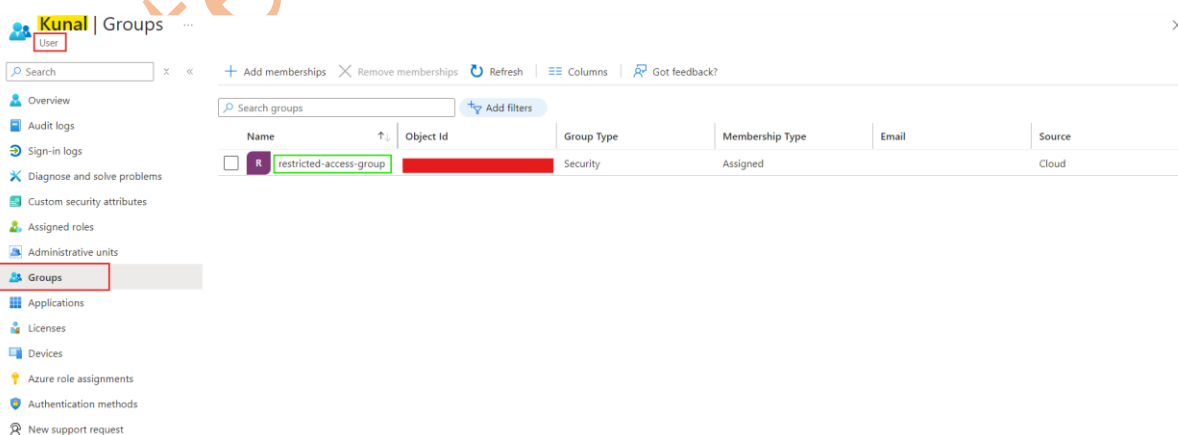 Kunal | Groups ...
User
Search
Add memberships Remove memberships Refresh Columns Got feedback?
Overview
Search groups Add filters
Audit logs
Name Object Id Group Type Membership Type Email Source
Sign-in logs
R restricted-access-group Security Assigned Cloud
Diagnose and solve problems
Custom security attributes
Assigned roles
Administrative units
Groups
Applications
Licenses
Devices
Azure role assignments
Authentication methods
New support request